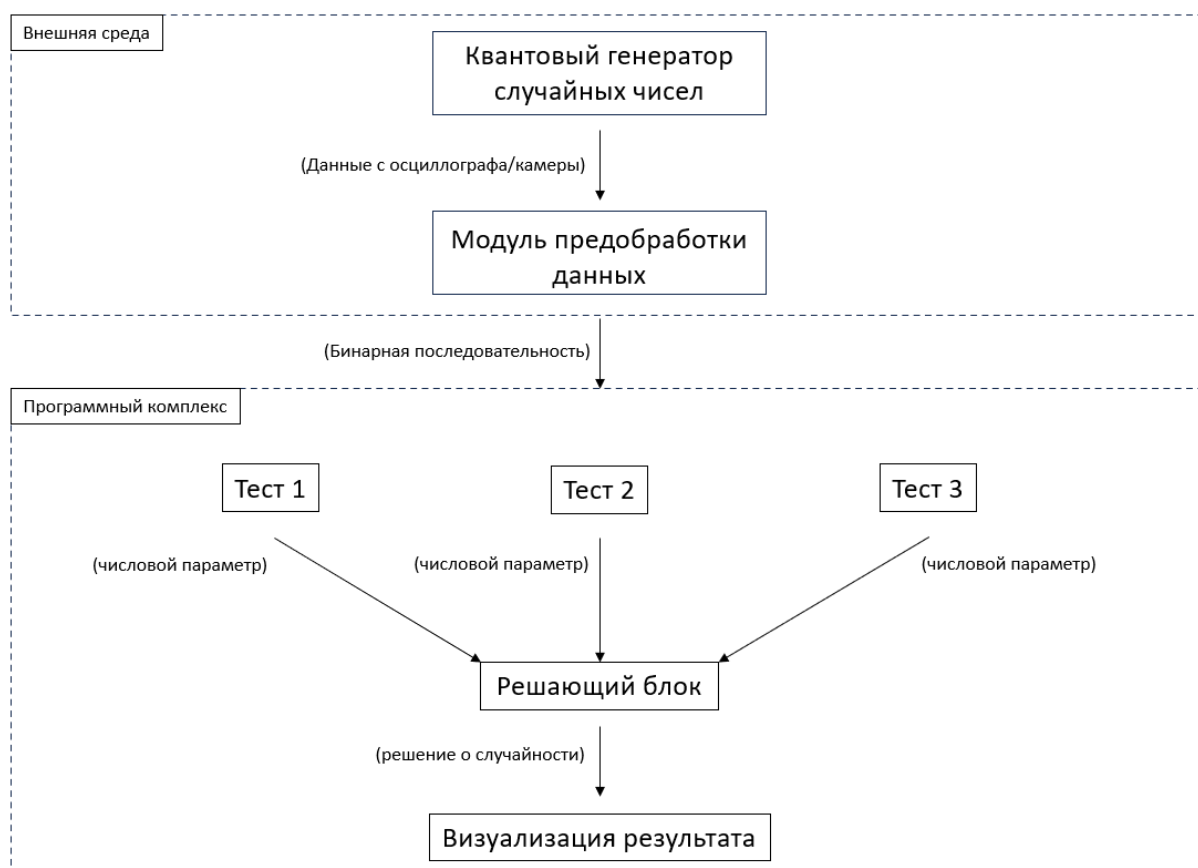 Внешняя среда
Квантовый генератор
случайных чисел
(Данные с осциллографа/камеры)
Модуль предобработки
данных
(Бинарная последовательность)
Программный комплекс
Тест 1
Тест 2
Тест 3
(числовой параметр)
(числовой параметр)
(числовой параметр)
Решающий блок
(решение о случайности)
Визуализация результата